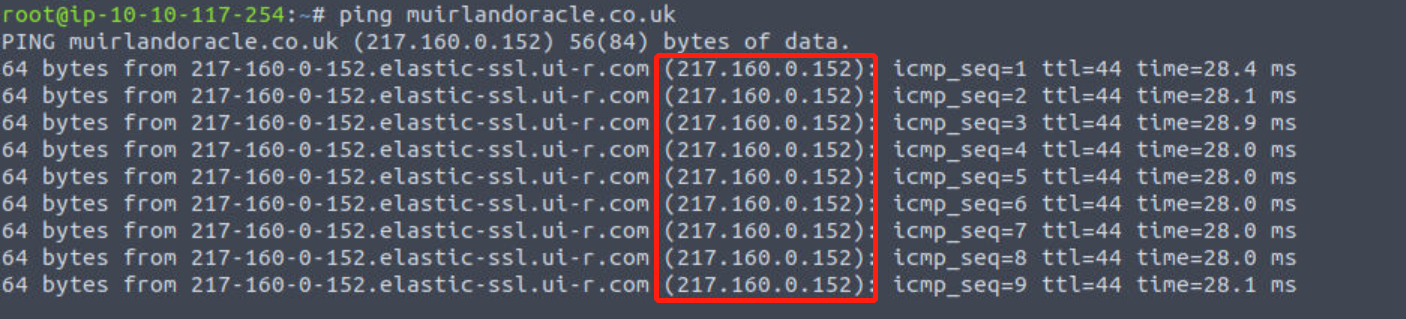 root@ip-10-10-117-254:~# ping muirlandoracle.co.uk
PING muirlandoracle.co.uk (217.160.0.152) 56(84) bytes of data.
64 bytes from 217-160-0-152.elastic-ssl.ui-r.com (217.160.0.152): icmp_seq=1 ttl=44 time=28.4 ms
64 bytes from 217-160-0-152.elastic-ssl.ui-r.com (217.160.0.152): icmp_seq=2 ttl=44 time=28.1 ms
64 bytes from 217-160-0-152.elastic-ssl.ui-r.com (217.160.0.152): icmp_seq=3 ttl=44 time=28.9 ms
64 bytes from 217-160-0-152.elastic-ssl.ui-r.com (217.160.0.152): icmp_seq=4 ttl=44 time=28.0 ms
64 bytes from 217-160-0-152.elastic-ssl.ui-r.com (217.160.0.152): icmp_seq=5 ttl=44 time=28.0 ms
64 bytes from 217-160-0-152.elastic-ssl.ui-r.com (217.160.0.152): icmp_seq=6 ttl=44 time=28.0 ms
64 bytes from 217-160-0-152.elastic-ssl.ui-r.com (217.160.0.152): icmp_seq=7 ttl=44 time=28.0 ms
64 bytes from 217-160-0-152.elastic-ssl.ui-r.com (217.160.0.152): icmp_seq=8 ttl=44 time=28.0 ms
64 bytes from 217-160-0-152.elastic-ssl.ui-r.com (217.160.0.152): icmp_seq=9 ttl=44 time=28.1 ms